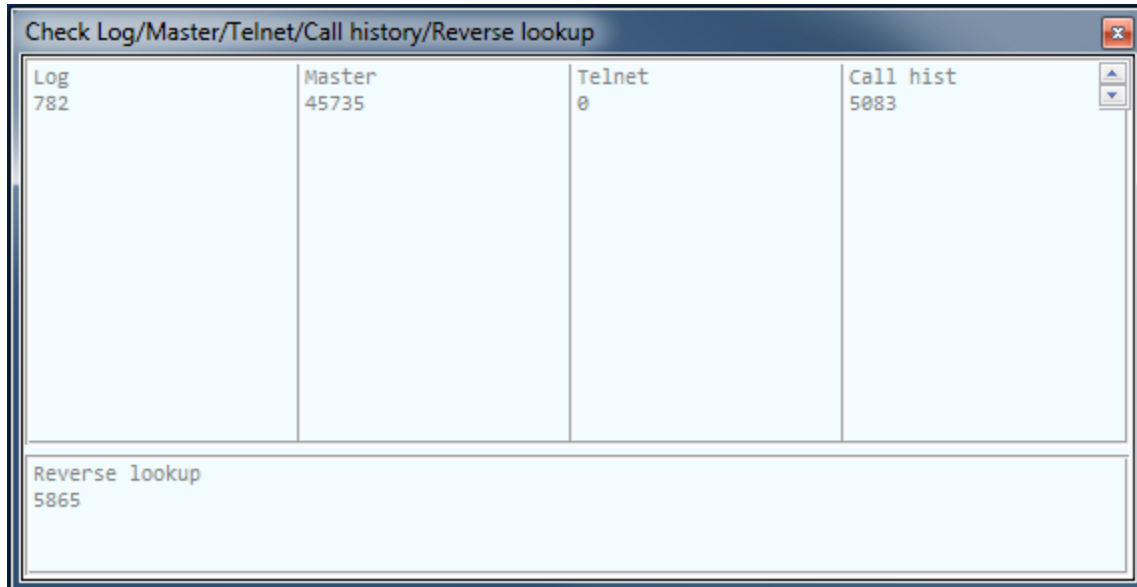 Check Log/Master/Telnet/Call history/Reverse lookup
Log Master Telnet Call hist
782 45735 0 5083
Reverse lookup
5865